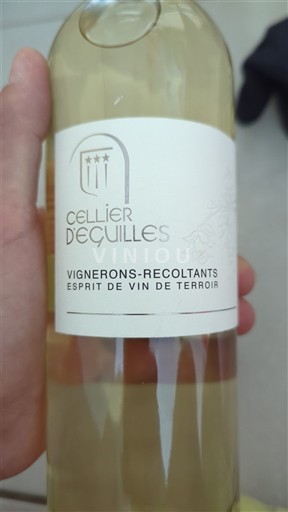 CELLIER
D'EGUILLES
VINIOU
VIGNERONS-RECOLTANTS
ESPRIT DE VIN DE TERROIR